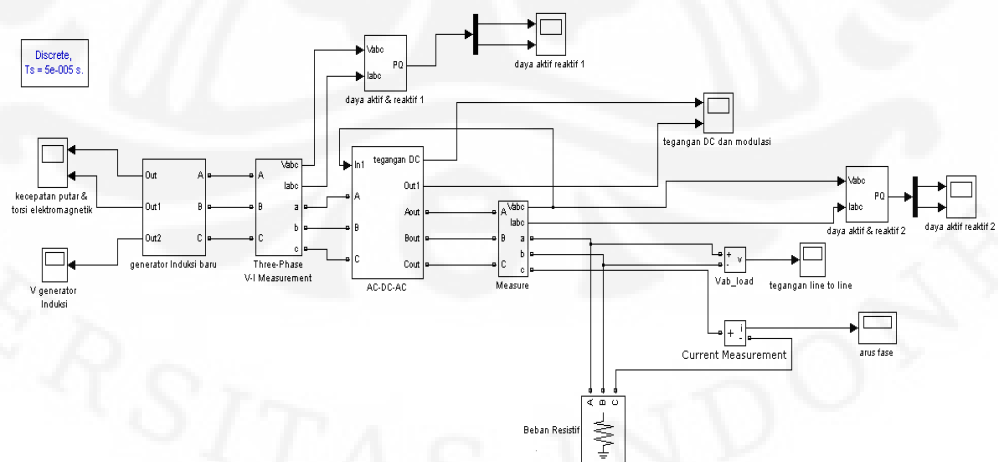 Discrete,
Ts = 5e-005 s.
Vabc
Iabc
PQ
daya aktif & reaktif 1
daya aktif reaktif 1
tegangan DC dan modulasi
kecepatan putar &
torsi elektromagnetik
V generator
Induksi
Out
Out1
Out2
A
B
C
generator Induksi baru
A
B
C
Vabc
Iabc
a
b
c
Three-Phase
V-I Measurement
In1
A
B
C
tegangan DC
Out1
Aout
Bout
Cout
AC-DC-AC
A
B
C
Vabc
Iabc
a
b
c
Measure
Vabc
Iabc
PQ
daya aktif & reaktif 2
daya aktif reaktif 2
+
-
v
Vab_load
tegangan line to line
+
i
-
Current Measurement
arus fase
A
B
C
Beban Resistif
ERSITAS INDONE